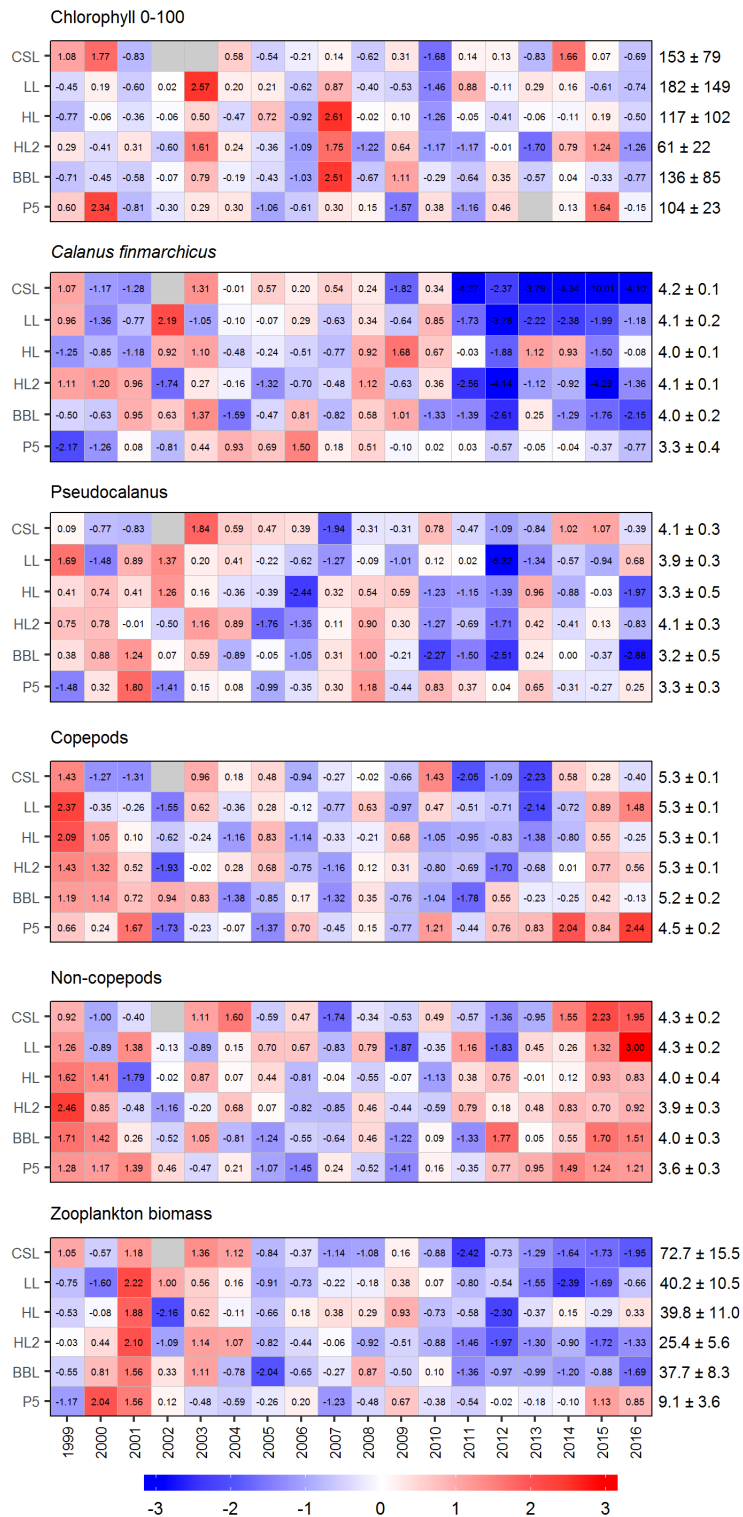 Chlorophyll 0-100
CSL 1.08 1.77 -0.83 0.58 -0.54 -0.21 0.14 -0.62 0.31 -1.68 0.14 0.13 -0.83 1.66 0.07 -0.69 153 ± 79
LL -0.45 0.19 -0.60 0.02 2.57 0.20 0.21 -0.62 0.87 -0.40 -0.53 -1.46 0.88 -0.11 0.29 0.16 -0.61 -0.74 182 ± 149
HL -0.77 -0.06 -0.36 -0.06 0.50 -0.47 0.72 -0.92 2.61 -0.02 0.10 -1.26 -0.05 -0.41 -0.06 -0.11 0.19 -0.50 117 ± 102
HL2 0.29 -0.41 0.31 -0.60 1.61 0.24 -0.36 -1.09 1.75 -1.22 0.64 -1.17 -1.17 -0.01 -1.70 0.79 1.24 -1.26 61 ± 22
BBL -0.71 -0.45 -0.58 -0.07 0.79 -0.19 -0.43 -1.03 2.51 -0.67 1.11 -0.29 -0.64 0.35 -0.57 0.04 -0.33 -0.77 136 ± 85
P5 0.60 2.34 -0.81 -0.30 0.29 0.30 -1.06 -0.61 0.30 0.15 -1.57 0.38 -1.16 0.46 0.13 1.64 -0.15 104 ± 23
Calanus finmarchicus
CSL 1.07 -1.17 -1.28 1.31 -0.01 0.57 0.20 0.54 0.24 -1.82 0.34 -2.37 -3.79 -4.34 -10.01 -4.10 4.2 ± 0.1
LL 0.96 -1.36 -0.77 2.19 -1.05 -0.10 -0.07 0.29 -0.63 0.34 -0.64 0.85 -1.73 -2.22 -2.38 -1.99 -1.18 4.1 ± 0.2
HL -1.25 -0.85 -1.18 0.92 1.10 -0.48 -0.24 -0.51 -0.77 0.92 1.68 0.67 -0.03 -1.88 1.12 0.93 -1.50 -0.08 4.0 ± 0.1
HL2 1.11 1.20 0.96 -1.74 0.27 -0.16 -1.32 -0.70 -0.48 1.12 -0.63 0.36 -2.56 -4.14 -1.12 -0.92 -1.36 4.1 ± 0.1
BBL -0.50 -0.63 0.95 0.63 1.37 -1.59 -0.47 0.81 -0.82 0.58 1.01 -1.33 -1.39 -2.61 0.25 -1.29 -1.76 -2.15 4.0 ± 0.2
P5 -2.17 -1.26 0.08 -0.81 0.44 0.93 0.69 1.50 0.18 0.51 -0.10 0.02 0.03 -0.57 -0.05 -0.04 -0.37 -0.77 3.3 ± 0.4
Pseudocalanus
CSL 0.09 -0.77 -0.83 1.84 0.59 0.47 0.39 -1.94 -0.31 -0.31 0.78 -0.47 -1.09 -0.84 1.02 1.07 -0.39 4.1 ± 0.3
LL 1.69 -1.48 0.89 1.37 0.20 0.41 -0.22 -0.62 -1.27 -0.09 -1.01 0.12 0.02 -1.34 -0.57 -0.94 0.68 3.9 ± 0.3
HL 0.41 0.74 0.41 1.26 0.16 -0.36 -0.39 -2.44 0.32 0.54 0.59 -1.23 -1.15 -1.39 0.96 -0.88 -0.03 -1.97 3.3 ± 0.5
HL2 0.75 0.78 -0.01 -0.50 1.16 0.89 -1.76 -1.35 0.11 0.90 0.30 -1.27 -0.69 -1.71 0.42 -0.41 0.13 -0.83 4.1 ± 0.3
BBL 0.38 0.88 1.24 0.07 0.59 -0.89 -0.05 -1.05 0.31 1.00 -0.21 -2.27 -1.50 -2.51 0.24 0.00 -0.37 -2.88 3.2 ± 0.5
P5 -1.48 0.32 1.80 -1.41 0.15 0.08 -0.99 -0.35 0.30 1.18 -0.44 0.83 0.37 0.04 0.65 -0.31 -0.27 0.25 3.3 ± 0.3
Copepods
CSL 1.43 -1.27 -1.31 0.96 0.18 0.48 -0.94 -0.27 -0.02 -0.66 1.43 -2.05 -1.09 -2.23 0.58 0.28 -0.40 5.3 ± 0.1
LL 2.37 -0.35 -0.26 -1.55 0.62 -0.36 0.28 -0.12 -0.77 0.63 -0.97 0.47 -0.51 -0.71 -2.14 -0.72 0.89 1.48 5.3 ± 0.1
HL 2.09 1.05 0.10 -0.62 -0.24 -1.16 0.83 -1.14 -0.33 -0.21 0.68 -1.05 -0.95 -0.83 -1.38 -0.80 0.55 -0.25 5.3 ± 0.1
HL2 1.43 1.32 0.52 -1.93 -0.02 0.28 0.68 -0.75 -1.16 0.12 0.31 -0.80 -0.69 -1.70 -0.68 0.01 0.77 0.56 5.3 ± 0.1
BBL 1.19 1.14 0.72 0.94 0.83 -1.38 -0.85 0.17 -1.32 0.35 -0.76 -1.04 -1.78 0.55 -0.23 -0.25 0.42 -0.13 5.2 ± 0.2
P5 0.66 0.24 1.67 -1.73 -0.23 -0.07 -1.37 0.70 -0.45 0.15 -0.77 1.21 -0.44 0.76 0.83 2.04 0.84 2.44 4.5 ± 0.2
Non-copepods
CSL 0.92 -1.00 -0.40 1.11 1.60 -0.59 0.47 -1.74 -0.34 -0.53 0.49 -0.57 -1.36 -0.95 1.55 2.23 1.95 4.3 ± 0.2
LL 1.26 -0.89 1.38 -0.13 -0.89 0.15 0.70 0.67 -0.83 0.79 -1.87 -0.35 1.16 -1.83 0.45 0.26 1.32 3.00 4.3 ± 0.2
HL 1.62 1.41 -1.79 -0.02 0.87 0.07 0.44 -0.81 -0.04 -0.55 -0.07 -1.13 0.38 0.75 -0.01 0.12 0.93 0.83 4.0 ± 0.4
HL2 2.46 0.85 -0.48 -1.16 -0.20 0.68 0.07 -0.82 -0.85 0.46 -0.44 -0.59 0.79 0.18 0.48 0.83 0.70 0.92 3.9 ± 0.3
BBL 1.71 1.42 0.26 -0.52 1.05 -0.81 -1.24 -0.55 -0.64 0.46 -1.22 0.09 -1.33 1.77 0.05 0.55 1.70 1.51 4.0 ± 0.3
P5 1.28 1.17 1.39 0.46 -0.47 0.21 -1.07 -1.45 0.24 -0.52 -1.41 0.16 -0.35 0.77 0.95 1.49 1.24 1.21 3.6 ± 0.3
Zooplankton biomass
CSL 1.05 -0.57 1.18 1.36 1.12 -0.84 -0.37 -1.14 -1.08 0.16 -0.88 -2.42 -0.73 -1.29 -1.64 -1.73 -1.95 72.7 ± 15.5
LL -0.75 -1.60 2.22 1.00 0.56 0.16 -0.91 -0.73 -0.22 -0.18 0.38 0.07 -0.80 -0.54 -1.55 -2.39 -1.69 -0.66 40.2 ± 10.5
HL -0.53 -0.08 1.88 -2.16 0.62 -0.11 -0.66 0.18 0.38 0.29 0.93 -0.73 -0.58 -2.30 -0.37 0.15 -0.29 0.33 39.8 ± 11.0
HL2 -0.03 0.44 2.10 -1.09 1.14 1.07 -0.82 -0.44 -0.06 -0.92 -0.51 -0.88 -1.46 -1.97 -1.30 -0.90 -1.72 -1.33 25.4 ± 5.6
BBL -0.55 0.81 1.56 0.33 1.11 -0.78 -2.04 -0.65 -0.27 0.87 -0.50 0.10 -1.36 -0.97 -0.99 -1.20 -0.88 -1.69 37.7 ± 8.3
P5 -1.17 2.04 1.56 0.12 -0.48 -0.59 -0.26 0.20 -1.23 -0.48 0.67 -0.38 -0.54 -0.02 -0.18 -0.10 1.13 0.85 9.1 ± 3.6
1999 2000 2001 2002 2003 2004 2005 2006 2007 2008 2009 2010 2011 2012 2013 2014 2015 2016
-3 -2 -1 0 1 2 3